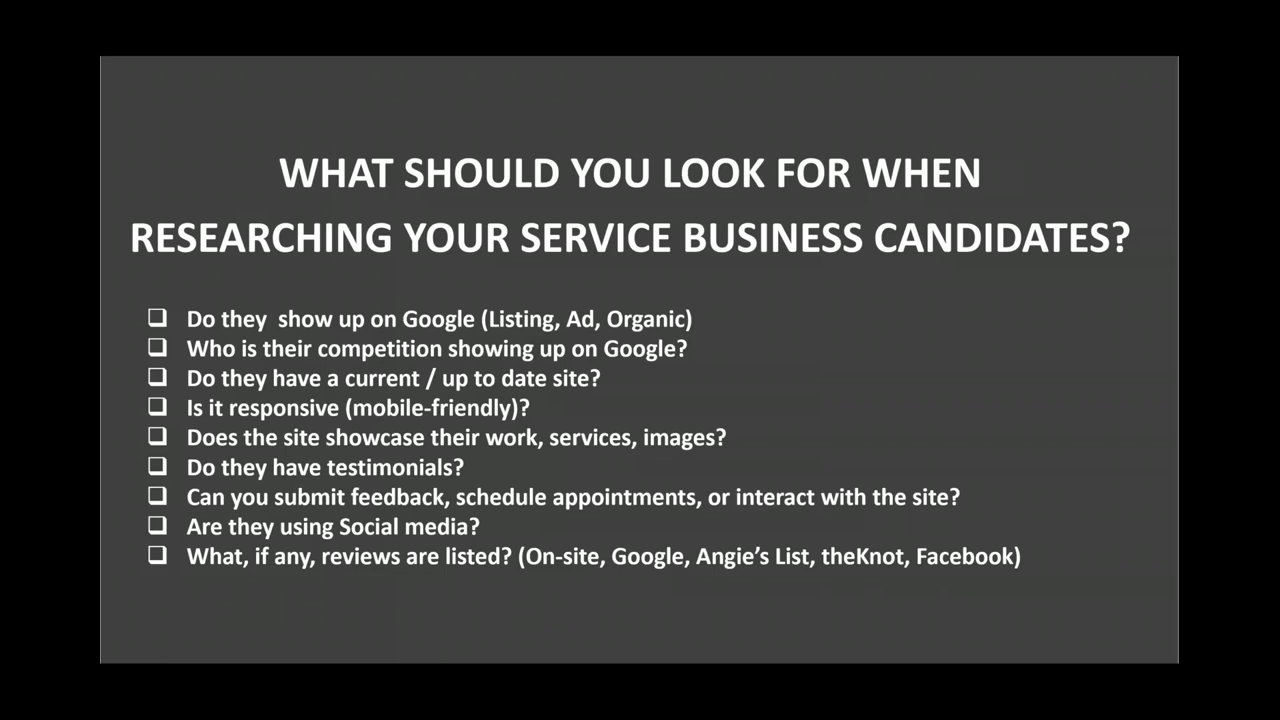 WHAT SHOULD YOU LOOK FOR WHEN
RESEARCHING YOUR SERVICE BUSINESS CANDIDATES?
❑ Do they  show up on Google (Listing, Ad, Organic)
❑ Who is their competition showing up on Google?
❑ Do they have a current / up to date site?
❑ Is it responsive (mobile-friendly)?
❑ Does the site showcase their work, services, images?
❑ Do they have testimonials?
❑ Can you submit feedback, schedule appointments, or interact with the site?
❑ Are they using Social media?
❑ What, if any, reviews are listed? (On-site, Google, Angie’s List, theKnot, Facebook)